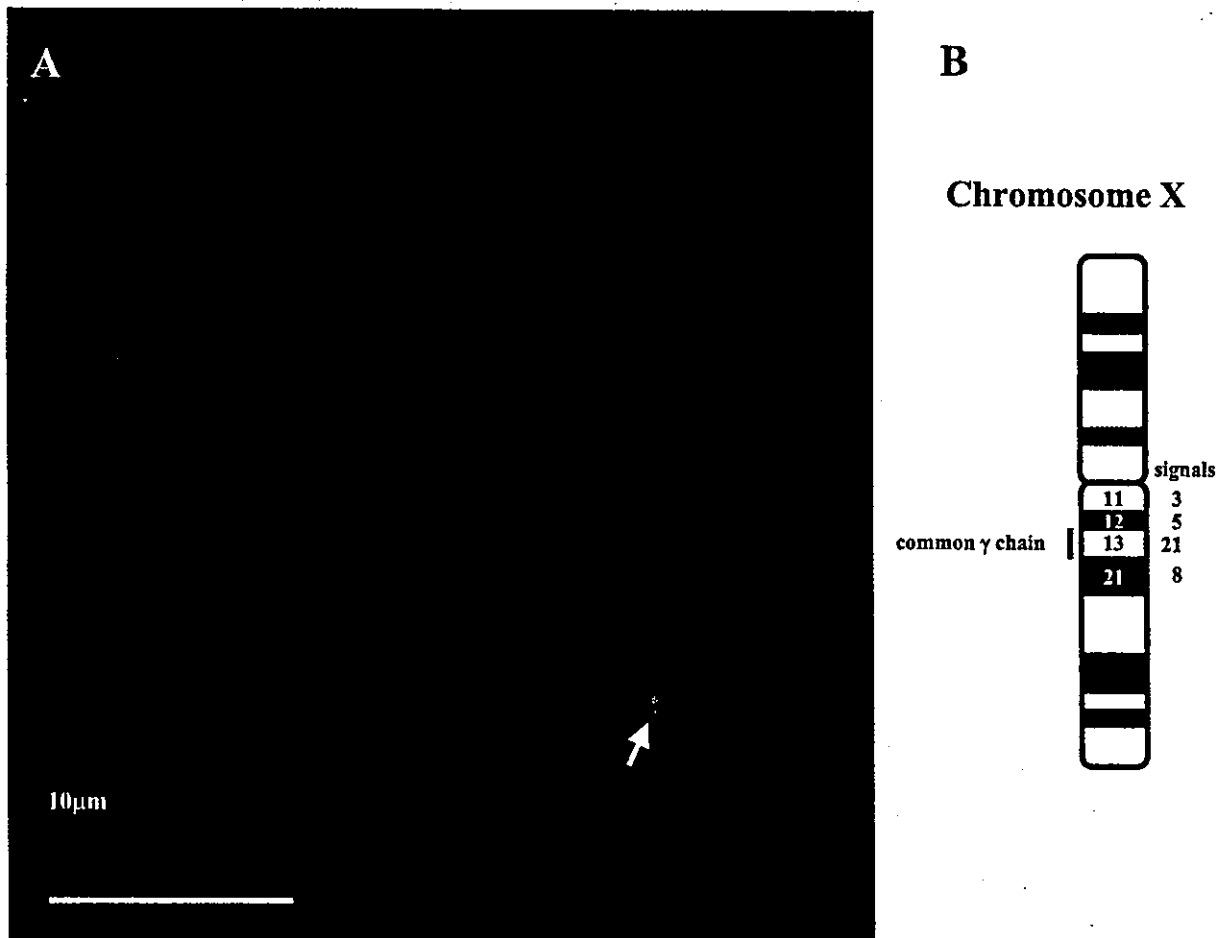 A
10μm
B
Chromosome X
signals
11 3
12 5
common γ chain 13 21
21 8